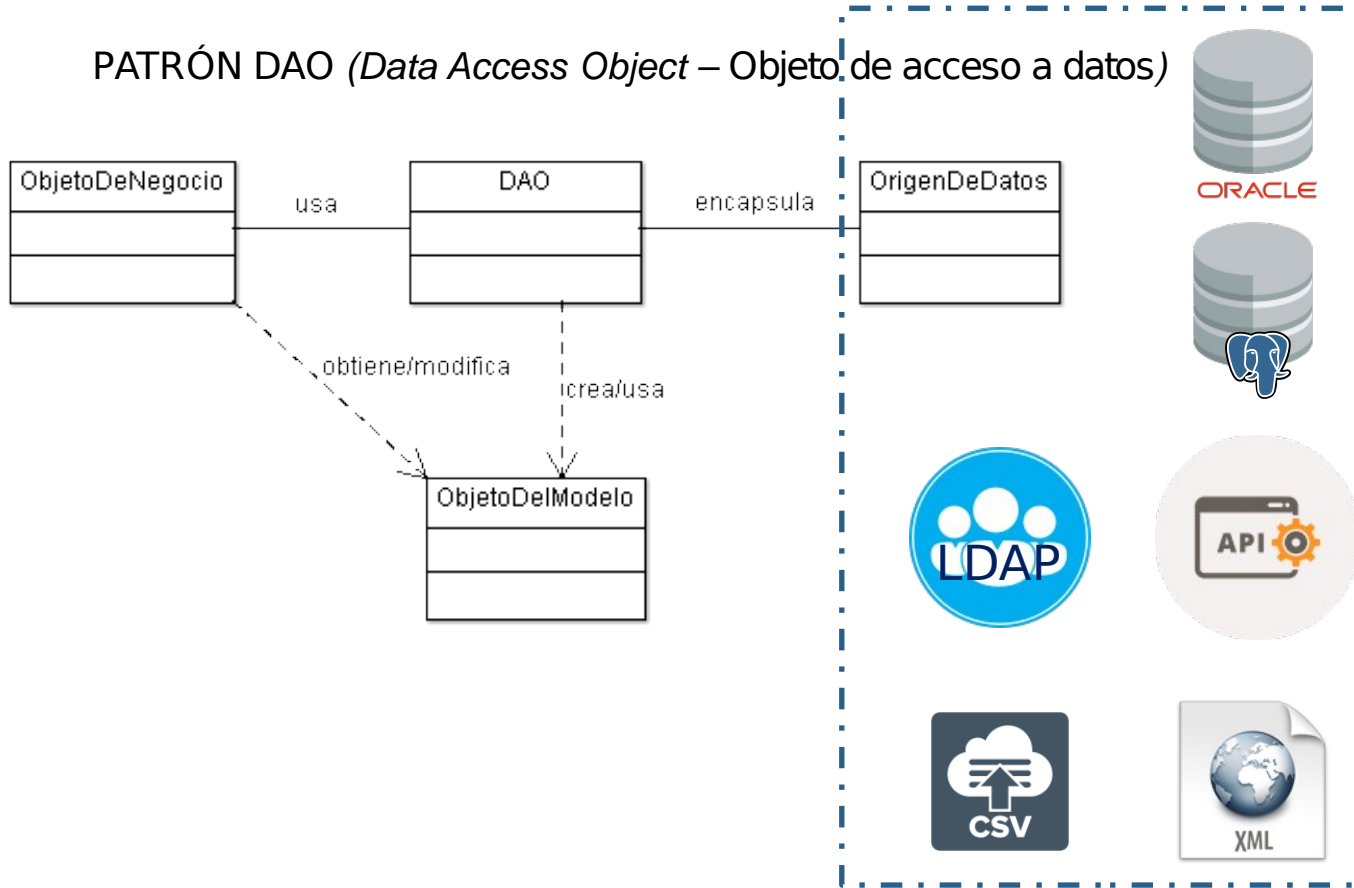 PATRÓN DAO (Data Access Object – Objeto de acceso a datos)
ORACLE
ObjetoDeNegocio
usa
DAO
encapsula
OrigenDeDatos
obtiene/modifica
crea/usa
ObjetoDelModelo
LDAP
API
CSV
XML